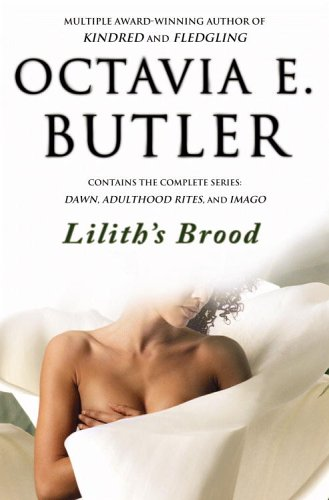 MULTIPLE AWARD-WINNING AUTHOR OF
KINDRED AND FLEDGLING
OCTAVIA E.
BUTLER
CONTAINS THE COMPLETE SERIES:
DAWN, ADULTHOOD RITES, AND IMAGO
Lilith's Brood